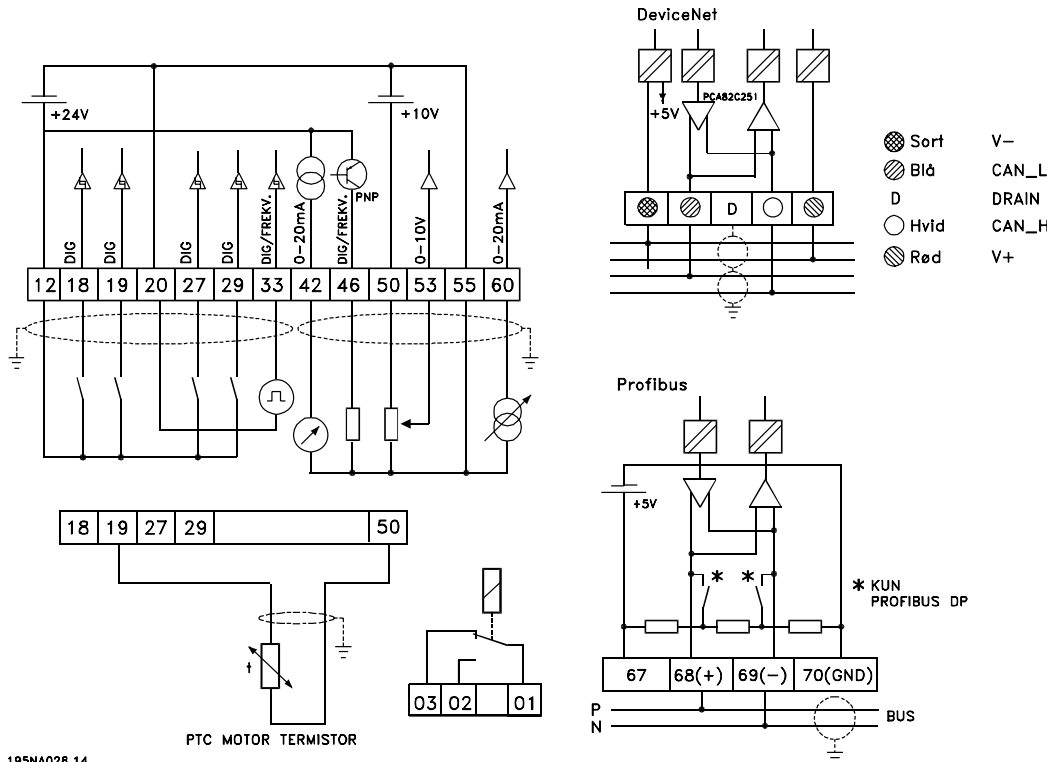 DeviceNet
+5V
PCA82C251
D
Sort V-
Blå CAN_L
D DRAIN
Hvid CAN_H
Rød V+
+24V
+10V
DIG
DIG
DIG
DIG
DIG/FREKV.
0-20mA
DIG/FREKV.
PNP
0-10V
0-20mA
12 18 19 20 27 29 33 42 46 50 53 55 60
Profibus
+5V
* *
* KUN
PROFIBUS DP
67 68(+) 69(-) 70(GND)
P
N
BUS
18 19 27 29 50
t
PTC MOTOR TERMISTOR
03 02 01
195NA028.14